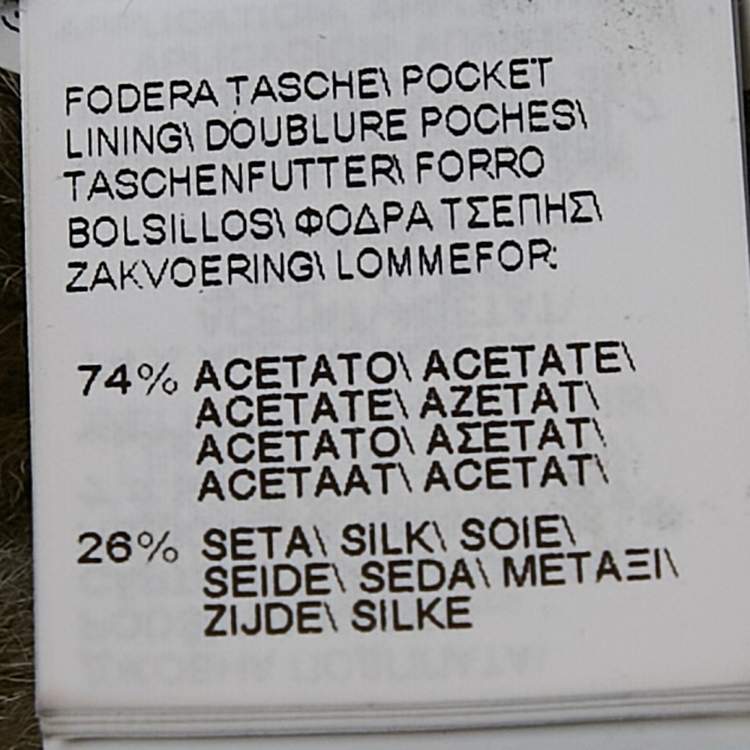 FODERA TASCHE\ POCKET
LINING\ DOUBLURE POCHES\
TASCHENFUTTER\ FORRO
BOLSILLOS\ ΦΟΔΡΑ ΤΣΕΠΗΣ\
ZAKVOERING\ LOMMEFOR:
74% ACETATO\ ACETATE\
ACETATE\ AZETAT\
ACETATO\ ΑΣΕΤΑΤ\
ACETAAT\ ACETAT\
26% SETA\ SILK\ SOIE\
SEIDE\ SEDA\ ΜΕΤΑΞΙ\
ZIJDE\ SILKE